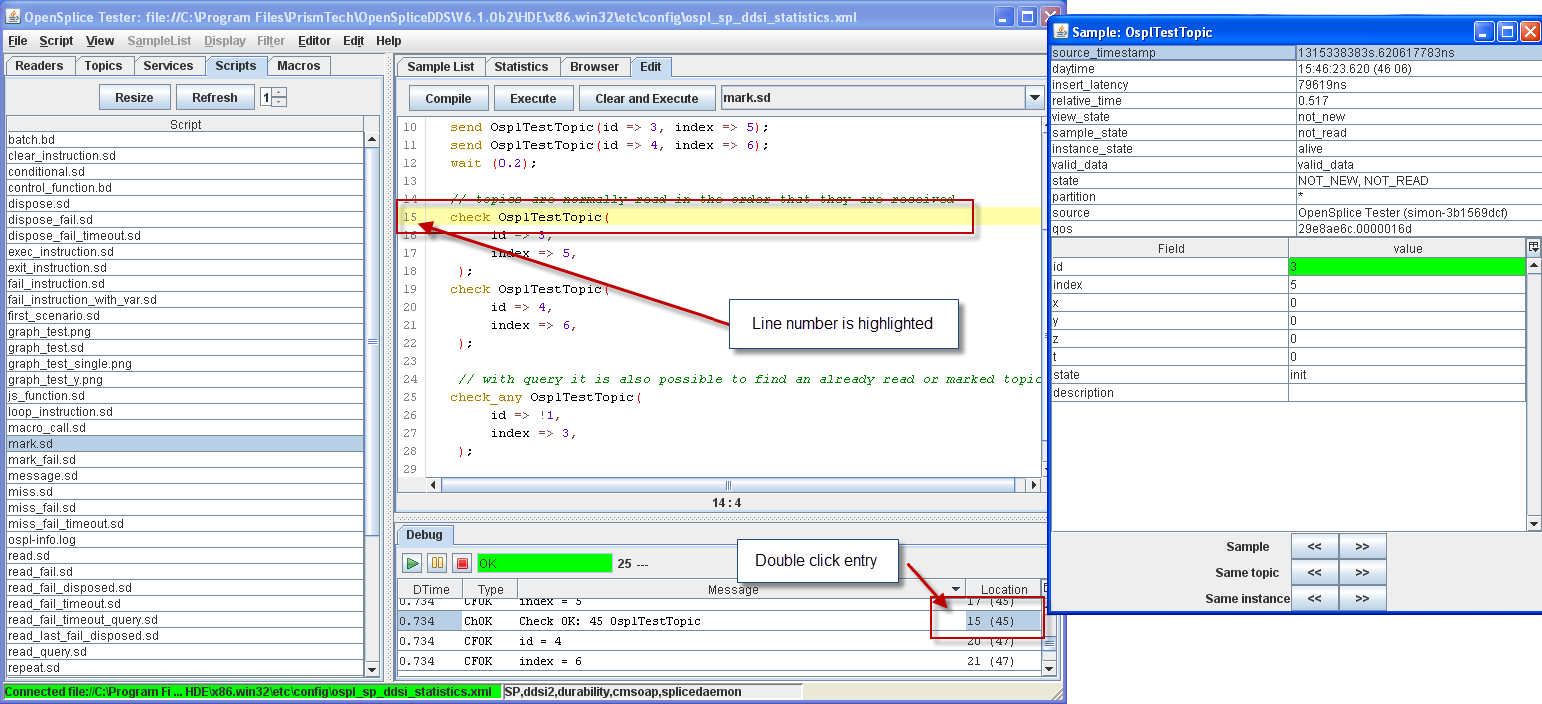 OpenSplice Tester: file://C:\Program Files\PrismTech\OpenSpliceDDS\V6.1.0b2\HDE\x86.win32\etc\config\ospl_sp_ddsi_statistics.xml
File Script View SampleList Display Filter Editor Edit Help
Readers Topics Services Scripts Macros
Resize Refresh 1
Script
batch.bd
clear_instruction.sd
conditional.sd
control_function.bd
dispose.sd
dispose_fail.sd
dispose_fail_timeout.sd
exec_instruction.sd
exit_instruction.sd
fail_instruction.sd
fail_instruction_with_var.sd
first_scenario.sd
graph_test.png
graph_test.sd
graph_test_single.png
graph_test_y.png
js_function.sd
loop_instruction.sd
macro_call.sd
mark.sd
mark_fail.sd
message.sd
miss.sd
miss_fail.sd
miss_fail_timeout.sd
ospl-info.log
read.sd
read_fail.sd
read_fail_disposed.sd
read_fail_timeout.sd
read_fail_timeout_query.sd
read_last_fail_disposed.sd
read_query.sd
repeat.sd
Sample List Statistics Browser Edit
Compile Execute Clear and Execute mark.sd
10 send OsplTestTopic(id => 3, index => 5);
11 send OsplTestTopic(id => 4, index => 6);
12 wait (0.2);
13
14 // topics are normally read in the order that they are received
15 check OsplTestTopic(
16 id => 3,
17 index => 5,
18 );
19 check OsplTestTopic(
20 id => 4,
21 index => 6,
22 );
23
24 // with query it is also possible to find an already read or marked topic
25 check_any OsplTestTopic(
26 id => !1,
27 index => 3,
28 );
29
14 : 4
Line number is highlighted
Debug
OK 25 ---
Double click entry
DTime Type Message Location
0.734 CFOK index = 5 17 (45)
0.734 ChOK Check OK: 45 OsplTestTopic 15 (45)
0.734 CFOK id = 4 20 (47)
0.734 CFOK index = 6 21 (47)
Connected file://C:\Program Fi ... HDE\x86.win32\etc\config\ospl_sp_ddsi_statistics.xml SP,ddsi2,durability,cmsoap,splicedaemon
Sample: OsplTestTopic
source_timestamp 1315338383s.620617783ns
daytime 15:46:23.620 (46 06)
insert_latency 79619ns
relative_time 0.517
view_state not_new
sample_state not_read
instance_state alive
valid_data valid_data
state NOT_NEW, NOT_READ
partition *
source OpenSplice Tester (simon-3b1569dcf)
qos 29e8ae6c.0000016d
Field value
id 3
index 5
x 0
y 0
z 0
t 0
state init
description
Sample << >>
Same topic << >>
Same instance << >>